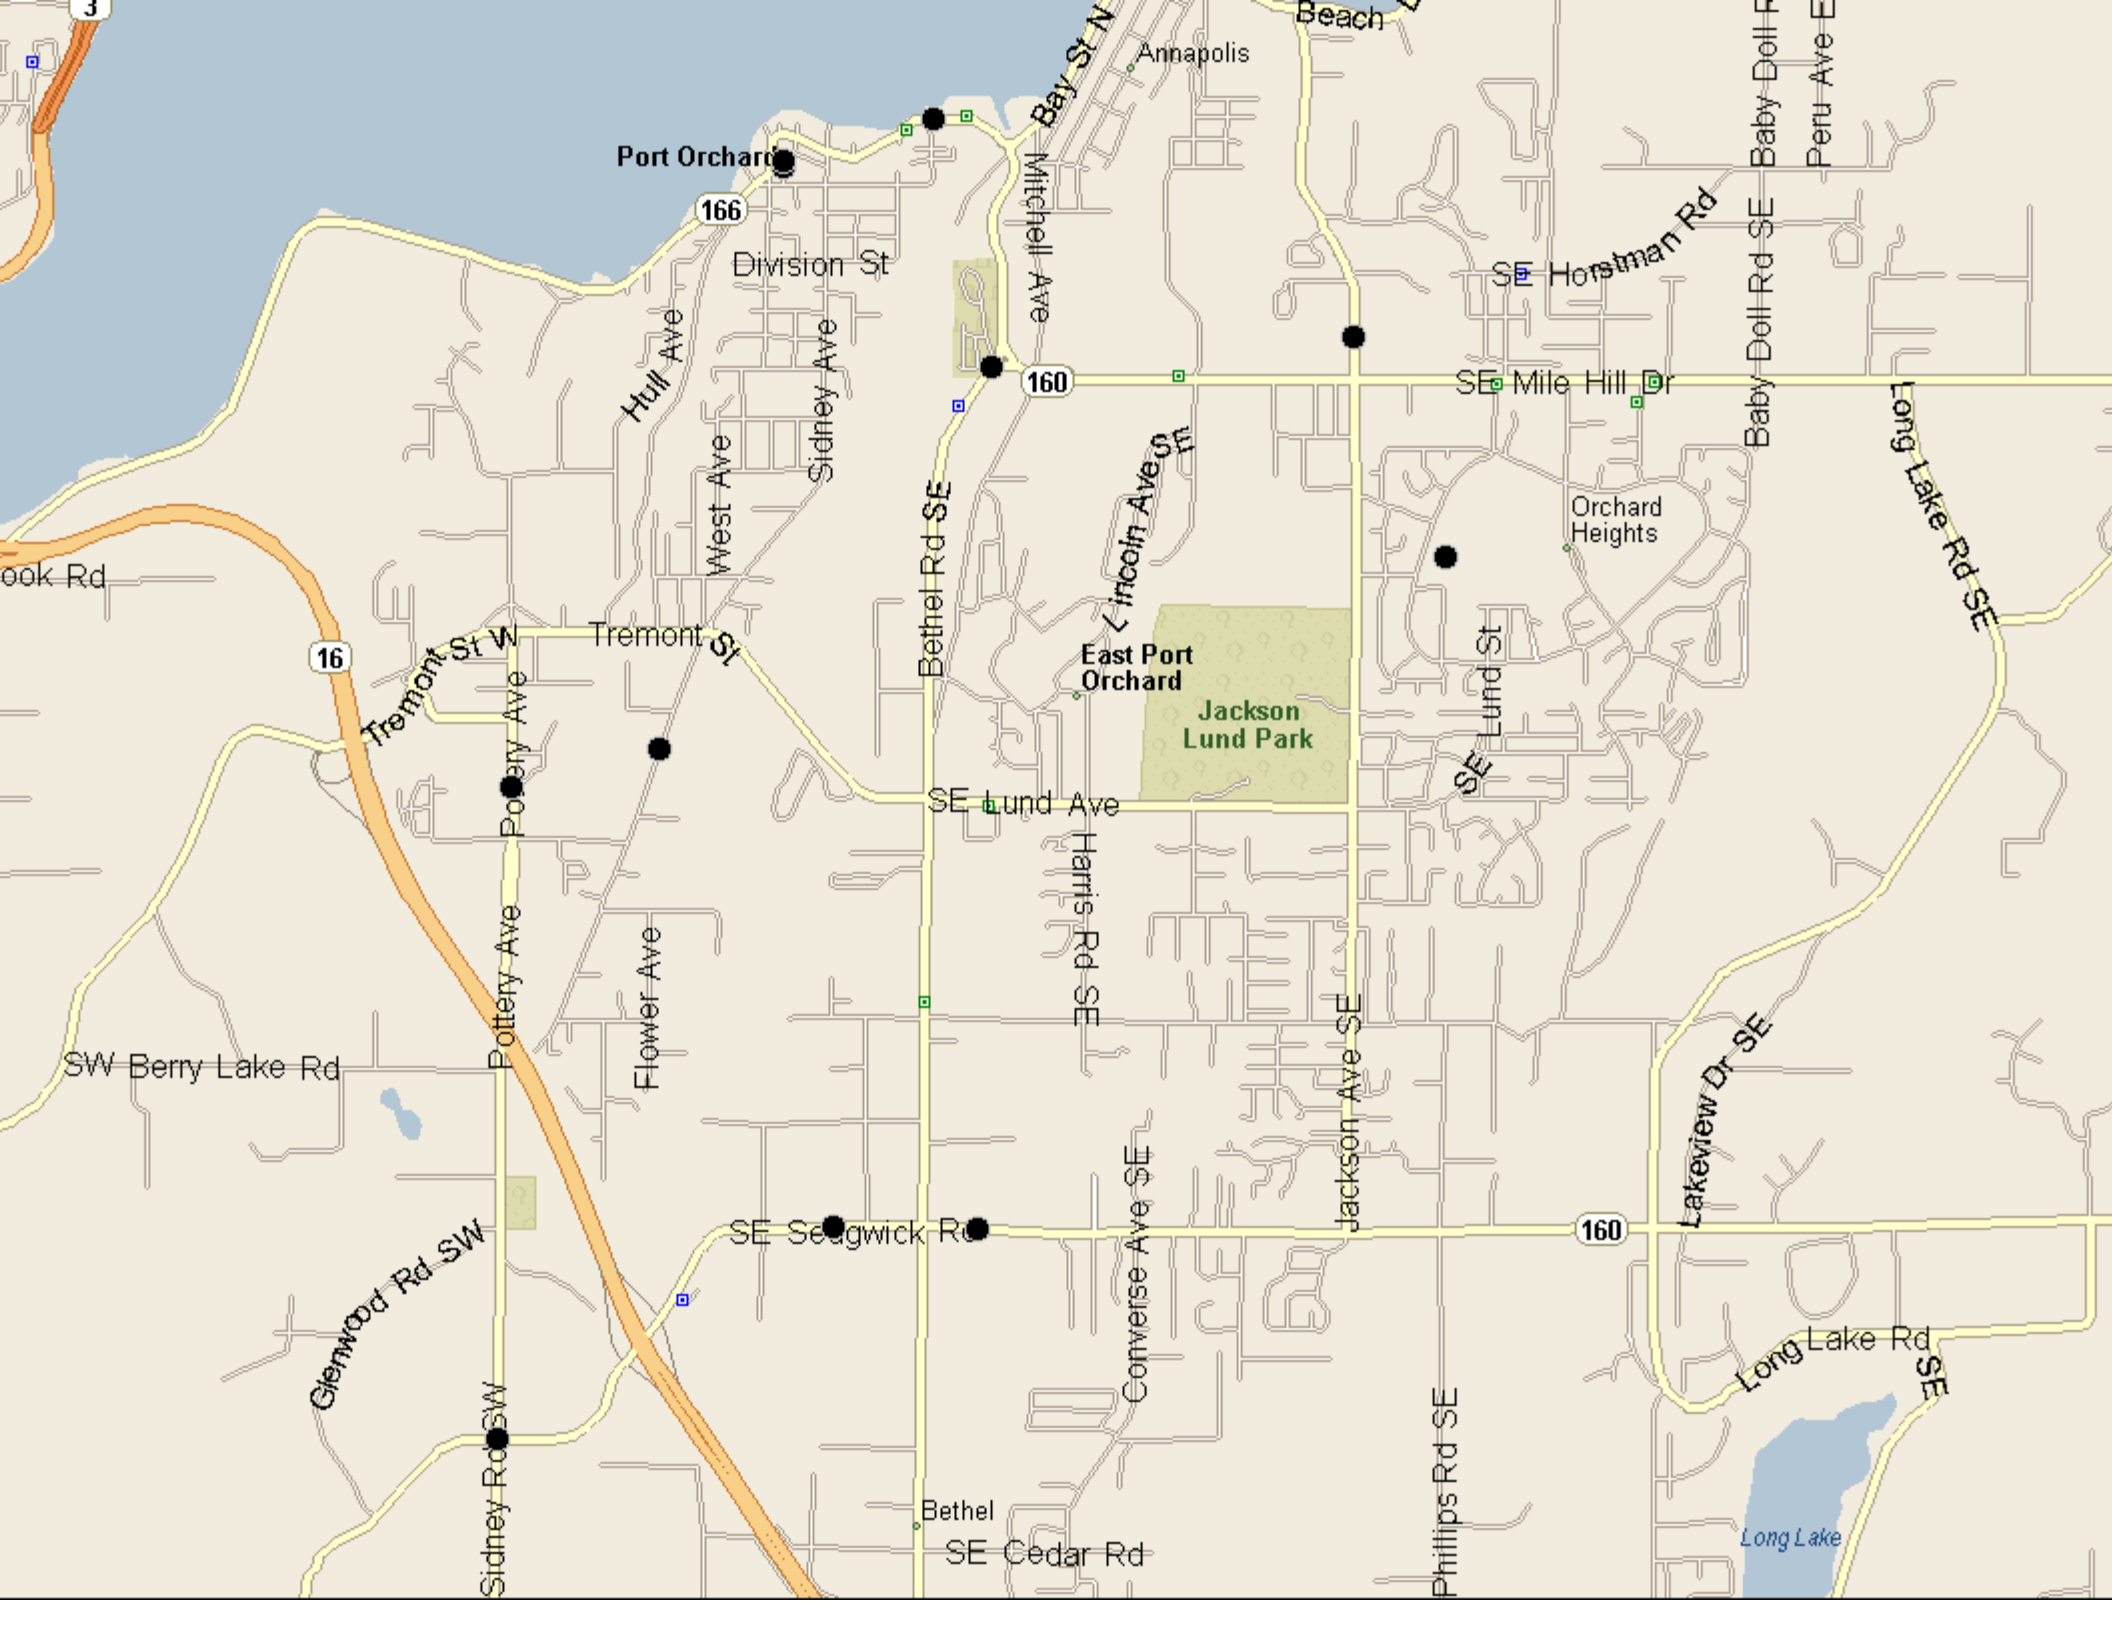 3
Beach
Bay St N
Annapolis
Baby Doll R
Peru Ave E
Port Orchard
166
Mitchell Ave
Division St
SE Horstman Rd
Baby Doll Rd SE
Hull Ave
Sidney Ave
160
SE Mile Hill Dr
Long Lake Rd SE
West Ave
Lincoln Ave SE
Bethel Rd SE
Orchard
Heights
ook Rd
16
Tremont St W
Tremont St
East Port
Orchard
Jackson
Lund Park
SE Lund St
Pottery Ave
SE Lund Ave
Harris Rd SE
Pottery Ave
Flower Ave
SW Berry Lake Rd
Jackson Ave SE
Lakeview Dr SE
SE Sedgwick Rd
160
Converse Ave SE
Glenwood Rd SW
Long Lake Rd SE
Sidney Rd SW
Phillips Rd SE
Bethel
SE Cedar Rd
Long Lake